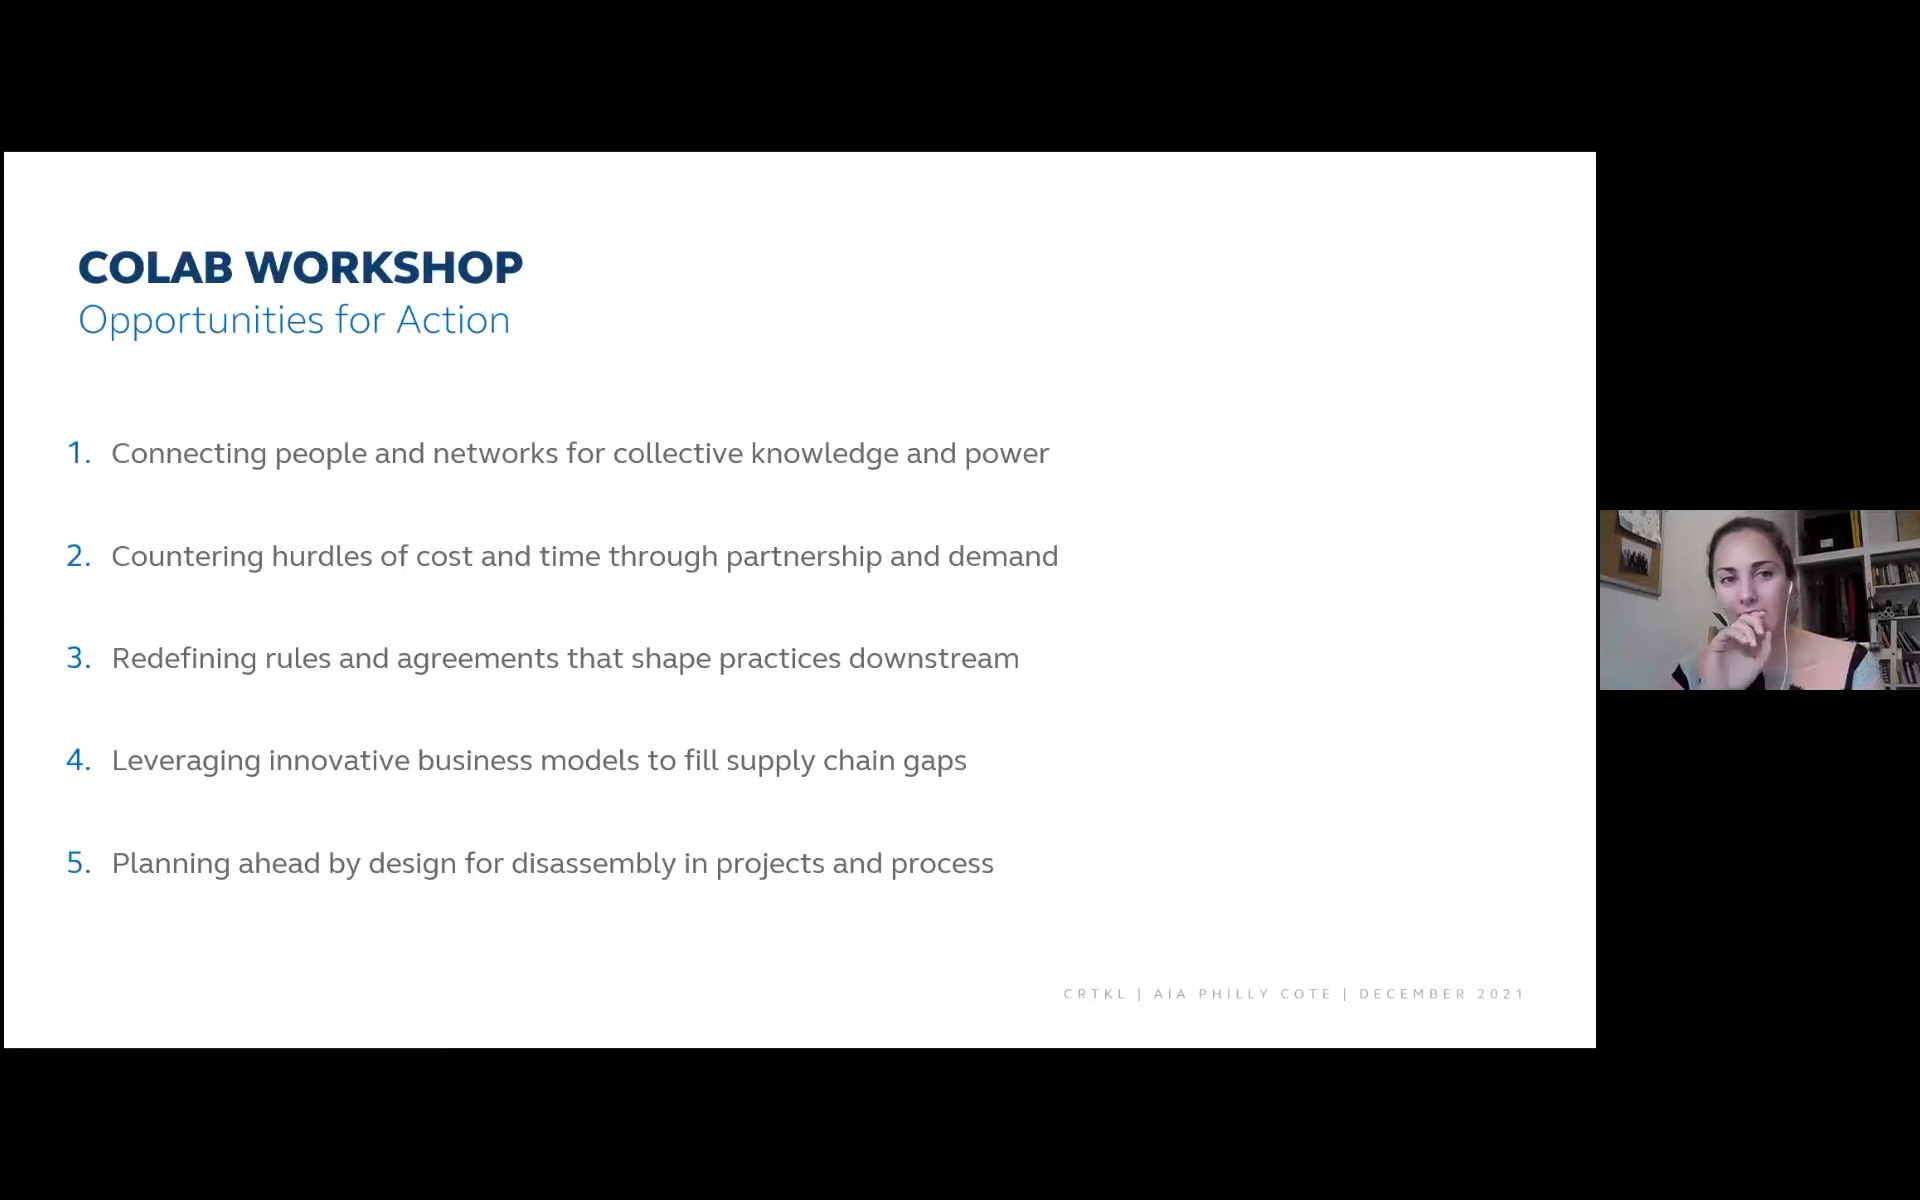 COLAB WORKSHOP
Opportunities for Action
1. Connecting people and networks for collective knowledge and power
2. Countering hurdles of cost and time through partnership and demand
3. Redefining rules and agreements that shape practices downstream
4. Leveraging innovative business models to fill supply chain gaps
5. Planning ahead by design for disassembly in projects and process
CRTKL | AIA PHILLY COTE | DECEMBER 2021